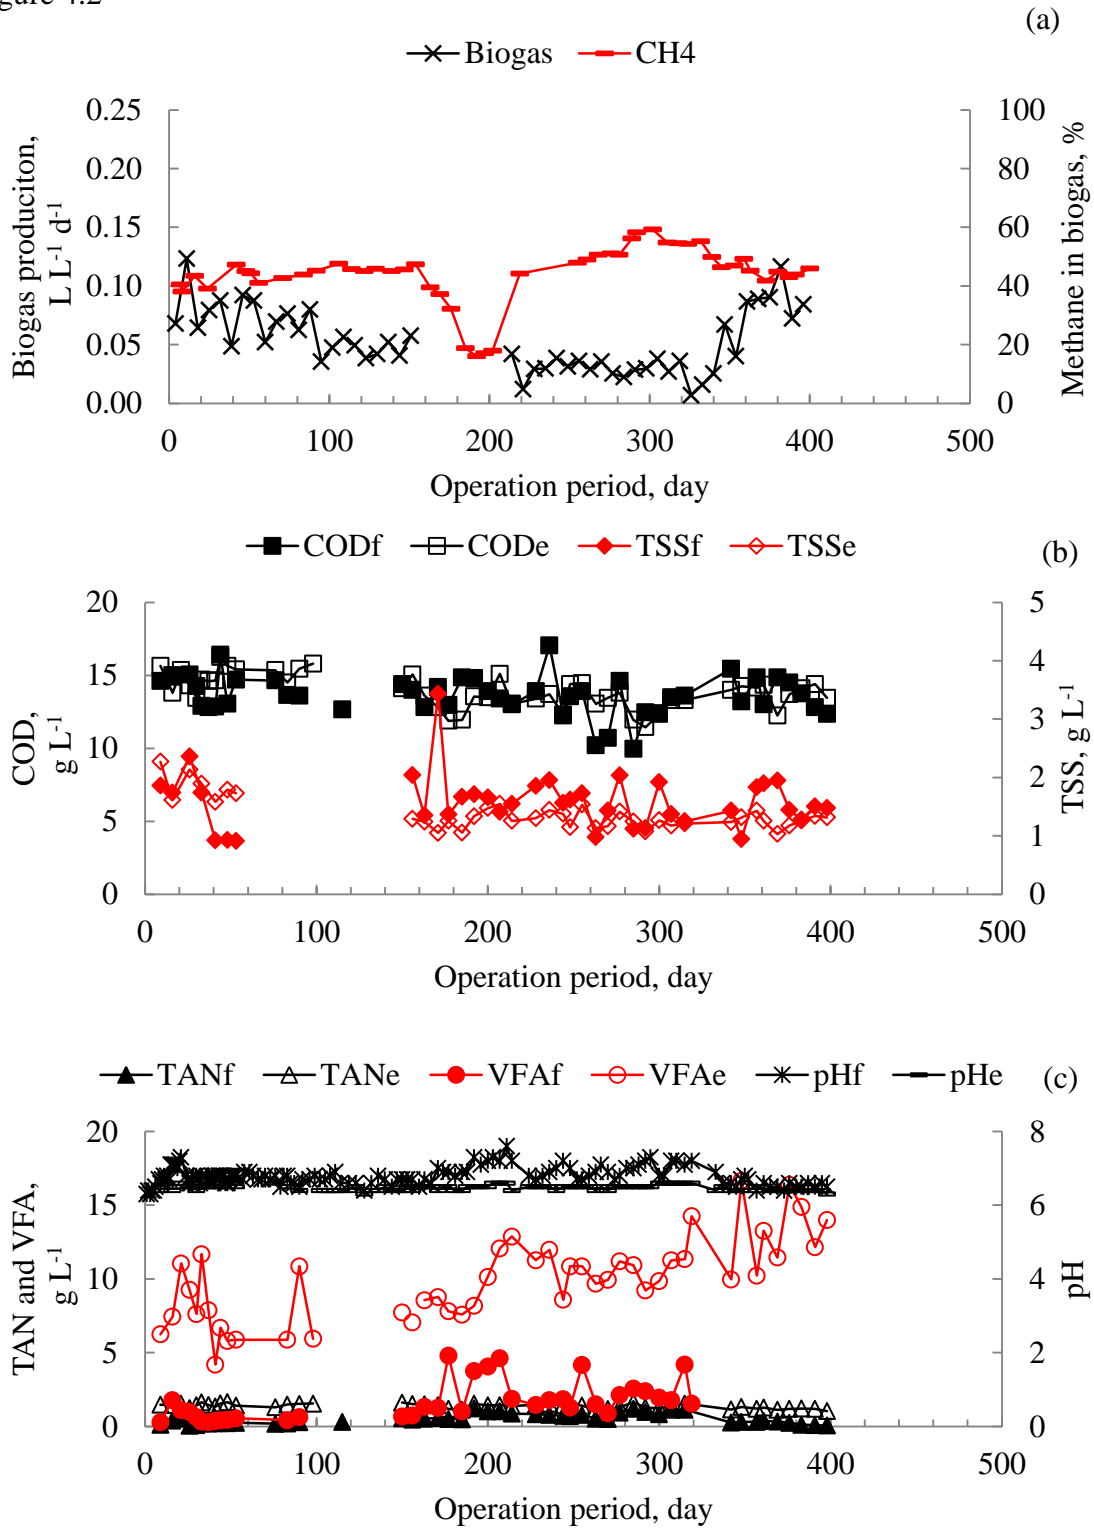 (a)
Biogas CH4
0.25
0.20
0.15
0.10
0.05
0.00
Biogas produciton,
L L-1 d-1
100
80
60
40
20
0
Methane in biogas, %
0 100 200 300 400 500
Operation period, day
CODf CODe TSSf TSSe
(b)
20
15
10
5
0
COD,
g L-1
5
4
3
2
1
0
TSS, g L-1
0 100 200 300 400 500
Operation period, day
TANf TANe VFAf VFAe pHf pHe
(c)
20
15
10
5
0
TAN and VFA,
g L-1
8
6
4
2
0
pH
0 100 200 300 400 500
Operation period, day